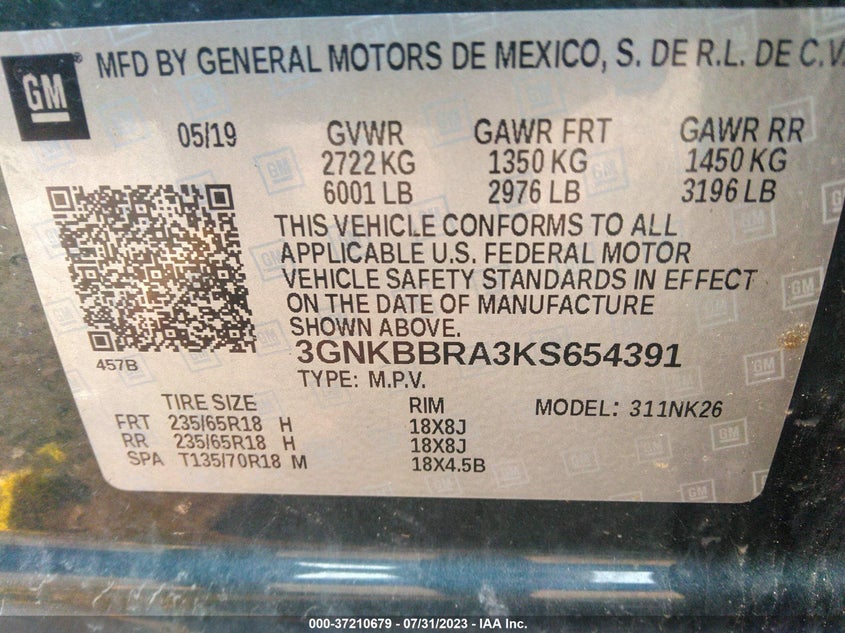 GM
MFD BY GENERAL MOTORS DE MEXICO, S. DE R.L. DE C.V.
05/19 GVWR GAWR FRT GAWR RR
2722 KG 1350 KG 1450 KG
6001 LB 2976 LB 3196 LB
THIS VEHICLE CONFORMS TO ALL
APPLICABLE U.S. FEDERAL MOTOR
VEHICLE SAFETY STANDARDS IN EFFECT
ON THE DATE OF MANUFACTURE
SHOWN ABOVE.
457B
3GNKBBRA3KS654391
TYPE: M.P.V.
TIRE SIZE RIM MODEL: 311NK26
FRT 235/65R18 H 18X8J
RR 235/65R18 H 18X8J
SPA T135/70R18 M 18X4.5B
000-37210679 - 07/31/2023 - IAA Inc.